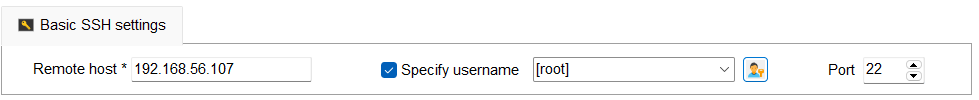 Basic SSH settings
Remote host * 192.168.56.107 Specify username [root] Port 22